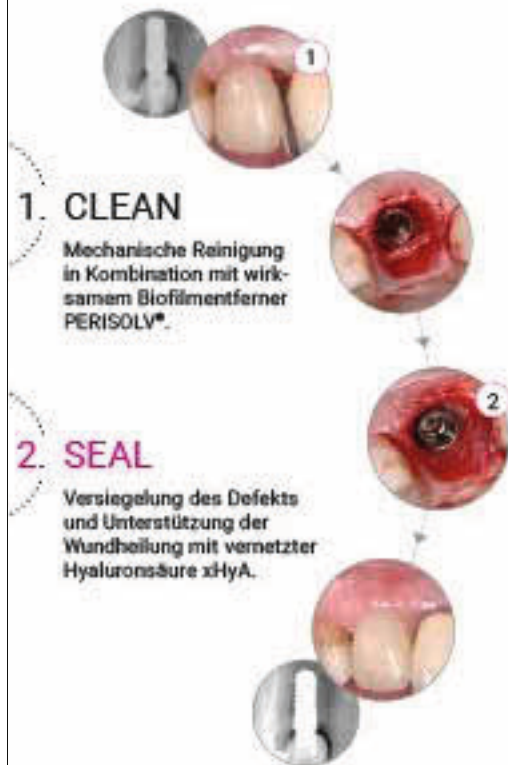 1
1. CLEAN
Mechanische Reinigung
in Kombination mit wirk-
samem Biofilmentferner
PERISOLV®.
2
2. SEAL
Versiegelung des Defekts
und Unterstützung der
Wundheilung mit vernetzter
Hyaluronsäure xHyA.